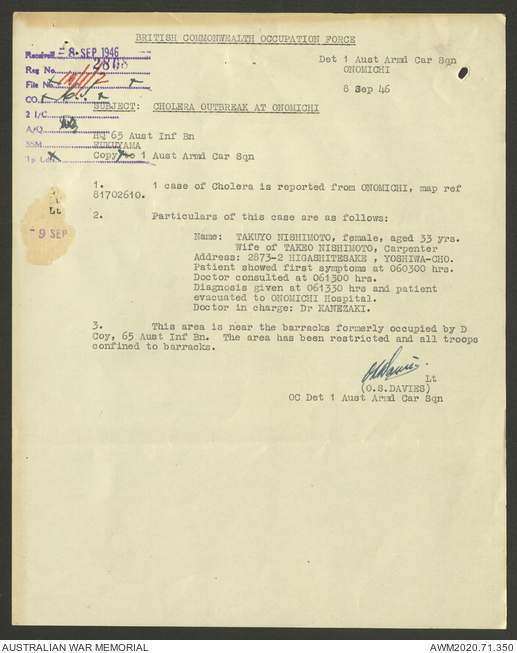 BRITISH COMMONWEALTH OCCUPATION FORCE
Det 1 Aust Armd Car Sqn
ONOMICHI
8 Sep 46
Received 8 SEP 1946
Reg No. 2868
File No.
CO.
2 I/C
A/Q
SSM
Tp Ldr
Lt
9 SEP
SUBJECT: CHOLERA OUTBREAK AT ONOMICHI
HQ 65 Aust Inf Bn
FUKUYAMA
Copy to 1 Aust Armd Car Sqn
1. 1 case of Cholera is reported from ONOMICHI, map ref
81702610.
2. Particulars of this case are as follows:
Name: TAKUYO NISHIMOTO, female, aged 33 yrs.
Wife of TAKEO NISHIMOTO, Carpenter
Address: 2873-2 HIGASHITESAKE , YOSHIWA-CHO.
Patient showed first symptoms at 060300 hrs.
Doctor consulted at 061300 hrs.
Diagnosis given at 061330 hrs and patient
evacuated to ONOMICHI Hospital.
Doctor in charge: Dr KANEZAKI.
3. This area is near the barracks formerly occupied by D
Coy, 65 Aust Inf Bn. The area has been restricted and all troops
confined to barracks.
OSDavies Lt
(O.S.DAVIES)
OC Det 1 Aust Armd Car Sqn
AUSTRALIAN WAR MEMORIAL
AWM2020.71.350